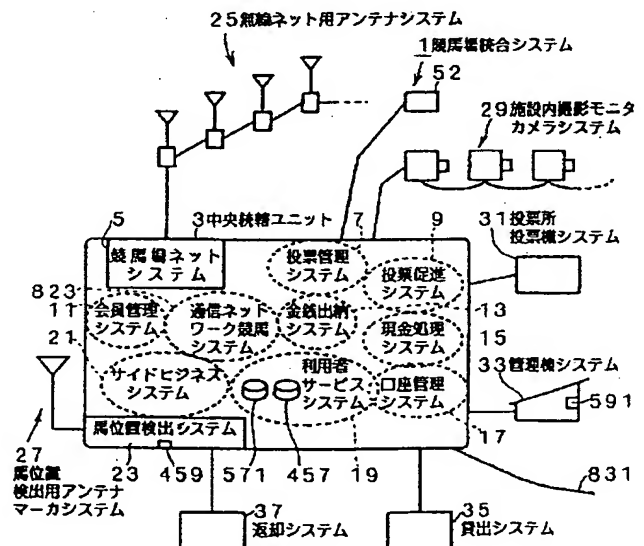 25無線ネット用アンテナシステム
1競馬場統合システム
52
29施設内撮影モニタ
カメラシステム
5
3中央統轄ユニット
7
9
31投票所
投票機システム
競馬線ネット
システム
投票管理
システム
投票促進
システム
823
11
会員管理
システム
通信ネット
ワーク競馬
システム
金銭出納
システム
13
現金処理
システム
15
21
サイドビジネス
システム
利用者
サービス
システム
口座管理
システム
33管理棟システム
591
馬位置検出システム
17
27
馬位置
検出用アンテナ
マーカシステム
23
459
571
457
19
831
37
返却システム
35
貸出システム